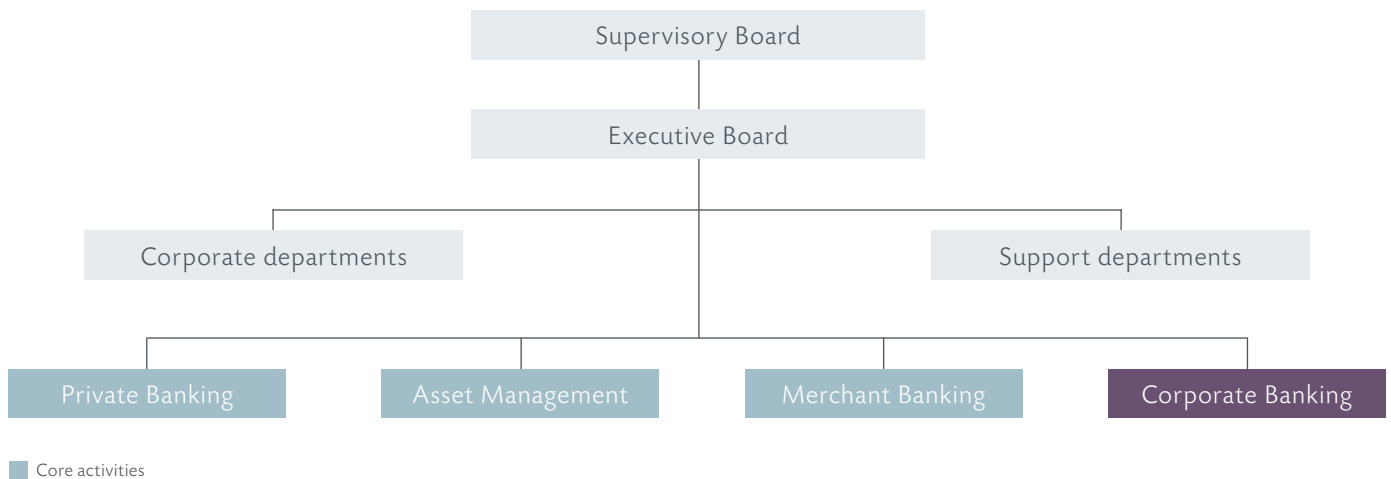 Supervisory Board
Executive Board
Corporate departments
Support departments
Private Banking
Asset Management
Merchant Banking
Corporate Banking
Core activities